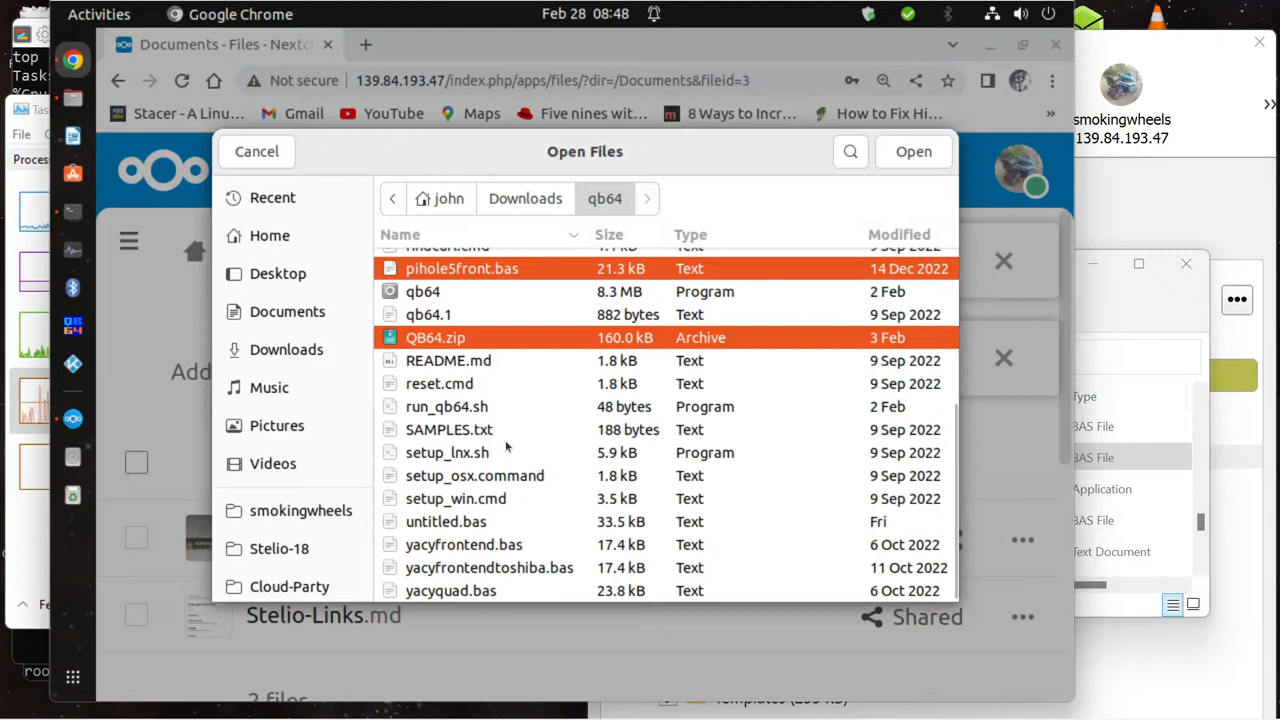 Activities
Google Chrome
Feb 28 08:48
top
Task
%Cpu
Task
File
Process
Fe
roo
Documents - Files - Nextcl
Not secure
139.84.193.47/index.php/apps/files/?dir=/Documents&fileid=3
Stacer - A Linu...
Gmail
YouTube
Maps
Five nines wit...
8 Ways to Incr...
How to Fix Hi...
»
Cancel
Open Files
Open
Recent
Home
Desktop
Documents
Downloads
Music
Pictures
Videos
smokingwheels
Stelio-18
Cloud-Party
john
Downloads
qb64
Name Size Type Modified
pihole5front.bas 21.3 kB Text 14 Dec 2022
qb64 8.3 MB Program 2 Feb
qb64.1 882 bytes Text 9 Sep 2022
QB64.zip 160.0 kB Archive 3 Feb
README.md 1.8 kB Text 9 Sep 2022
reset.cmd 1.8 kB Text 9 Sep 2022
run_qb64.sh 48 bytes Program 2 Feb
SAMPLES.txt 188 bytes Text 9 Sep 2022
setup_lnx.sh 5.9 kB Program 9 Sep 2022
setup_osx.command 1.8 kB Text 9 Sep 2022
setup_win.cmd 3.5 kB Text 9 Sep 2022
untitled.bas 33.5 kB Text Fri
yacyfrontend.bas 17.4 kB Text 6 Oct 2022
yacyfrontendtoshiba.bas 17.4 kB Text 11 Oct 2022
yacyquad.bas 23.8 kB Text 6 Oct 2022
Add
QB
64
Stelio-Links.md
Shared
2 files
smokingwheels
139.84.193.47
Type
BAS File
BAS File
Application
BAS File
Text Document